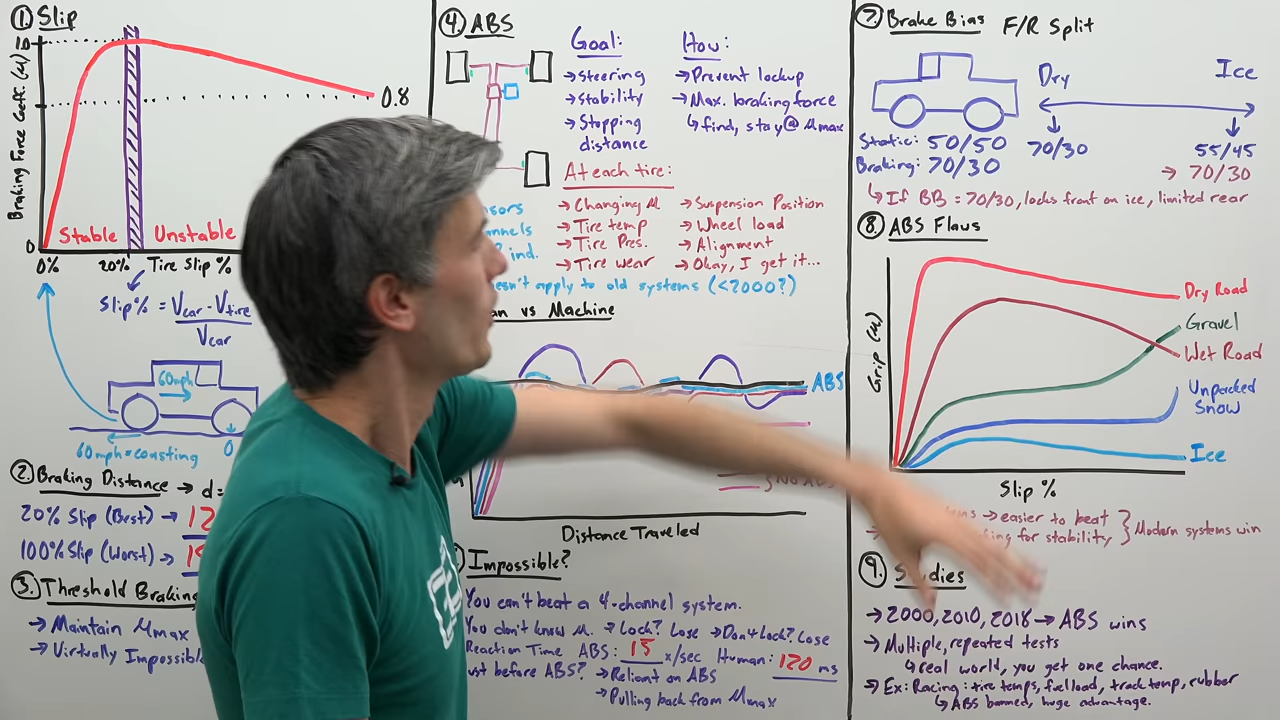 1. Slip
1.0
0.8
Braking Force Coeff. (μ)
Stable
Unstable
0
0%
20%
Tire Slip %
Slip % = Vcar - Vtire
Vcar
60mph
60mph = coasting
0
2. Braking Distance → d =
20% Slip (Best) →
100% Slip (Worst) →
3. Threshold Braking
→ Maintain μmax
→ Virtually Impossible
4. ABS
Goal:
→ Steering
→ Stability
→ Stopping
distance
How:
→ Prevent lockup
→ Max. braking force
↳ find, stay @ μmax
At each tire:
→ Changing μ
→ Tire temp
→ Tire Pres.
→ Tire wear
→ Suspension Position
→ Wheel load
→ Alignment
→ Okay, I get it...
ind.
apply to old systems (<2000?)
vs Machine
ABS
Distance Traveled
Impossible?
You can't beat a 4-channel system.
You don't know μ. → Lock? Lose → Don't Lock? Lose
Reaction Time ABS: 15 x/sec Human: 120 ms
before ABS? → Reliant on ABS
→ Pulling back from μmax
7. Brake Bias F/R Split
Dry
Ice
Static: 50/50
Braking: 70/30
70/30
55/45
→ 70/30
↳ If BB = 70/30, locks front on ice, limited rear
8. ABS Flaws
Grip (μ)
Dry Road
Gravel
Wet Road
Unpacked
Snow
Ice
Slip %
→ easier to beat
for stability,
} Modern systems win
9. Studies
→ 2000, 2010, 2018 → ABS wins
→ Multiple, repeated tests
↳ real world, you get one chance.
→ Ex: Racing: tire temps, fuel load, track temp, rubber
↳ ABS banned, huge advantage.